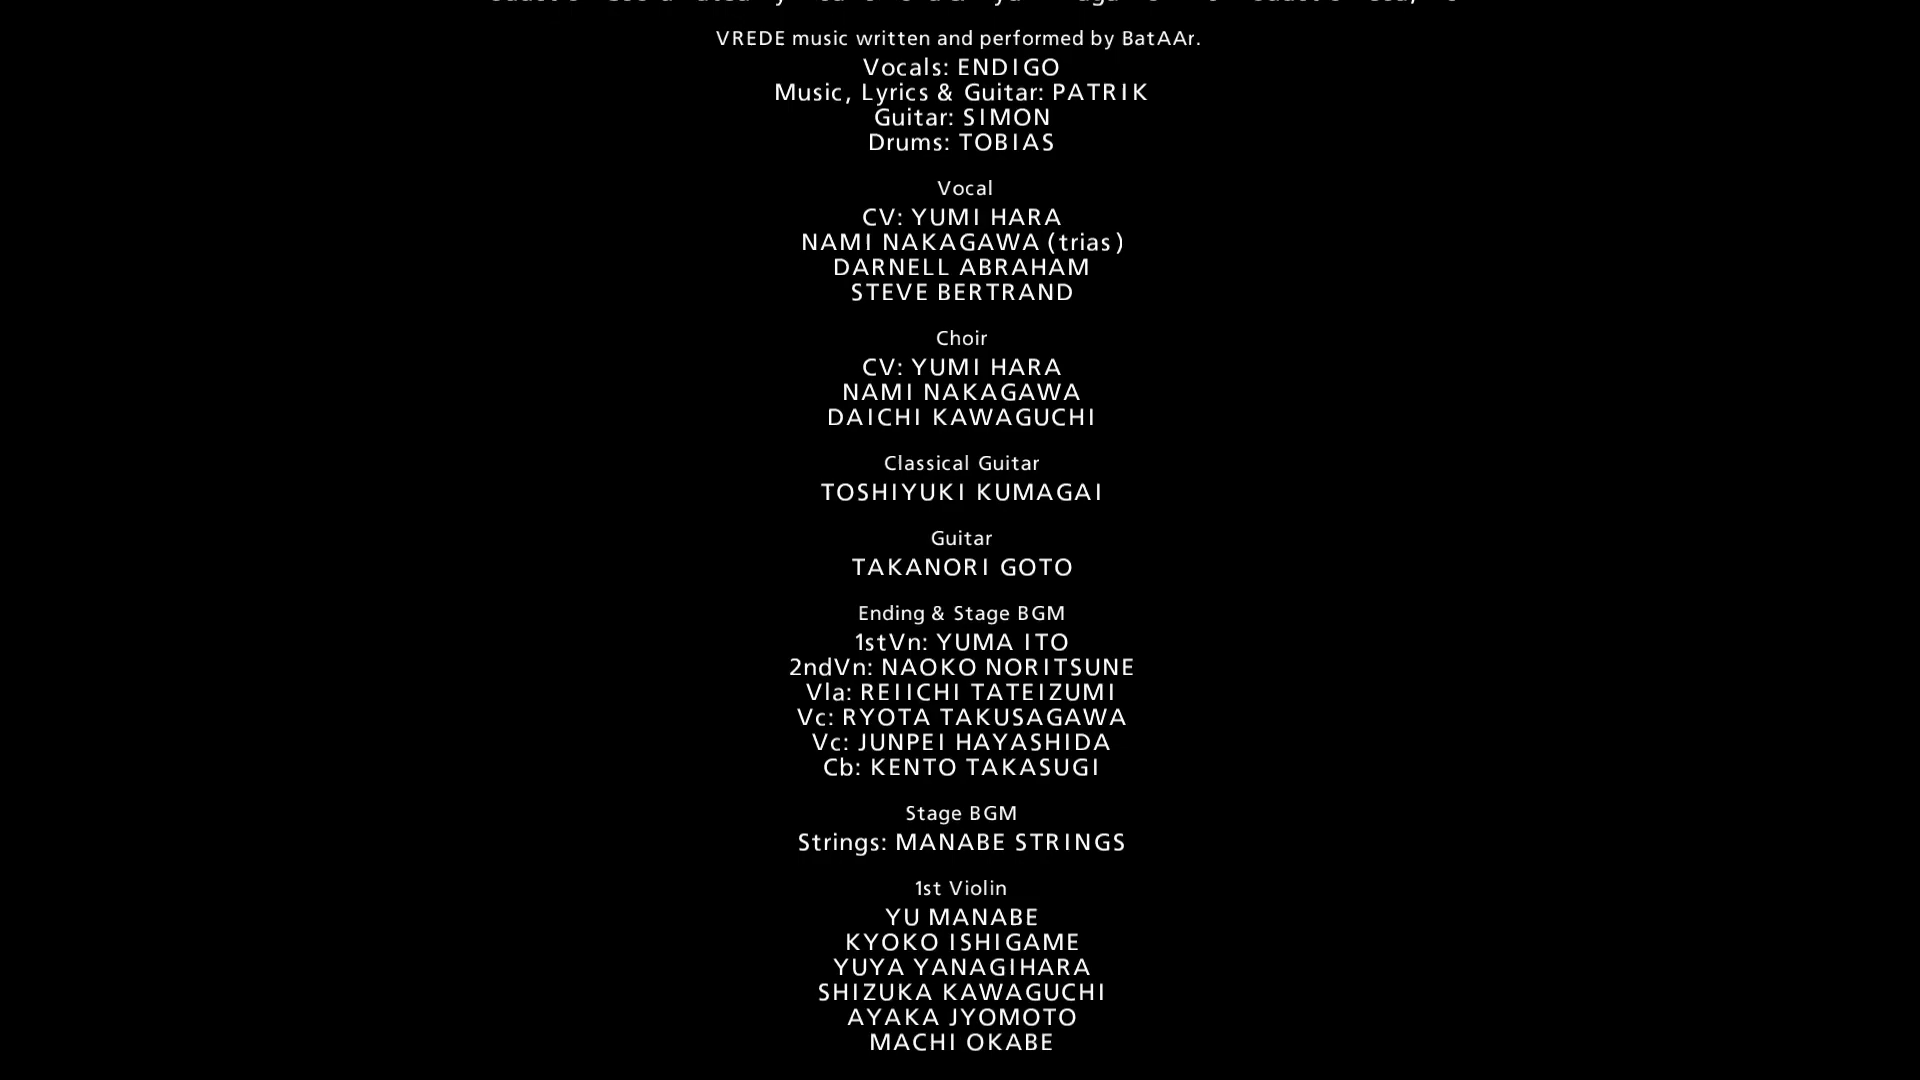 VREDE music written and performed by BatAAr.
Vocals: ENDIGO
Music, Lyrics & Guitar: PATRIK
Guitar: SIMON
Drums: TOBIAS
Vocal
CV: YUMI HARA
NAMI NAKAGAWA (trias)
DARNELL ABRAHAM
STEVE BERTRAND
Choir
CV: YUMI HARA
NAMI NAKAGAWA
DAICHI KAWAGUCHI
Classical Guitar
TOSHIYUKI KUMAGAI
Guitar
TAKANORI GOTO
Ending & Stage BGM
1stVn: YUMA ITO
2ndVn: NAOKO NORITSUNE
Vla: REIICHI TATEIZUMI
Vc: RYOTA TAKUSAGAWA
Vc: JUNPEI HAYASHIDA
Cb: KENTO TAKASUGI
Stage BGM
Strings: MANABE STRINGS
1st Violin
YU MANABE
KYOKO ISHIGAME
YUYA YANAGIHARA
SHIZUKA KAWAGUCHI
AYAKA JYOMOTO
MACHI OKABE